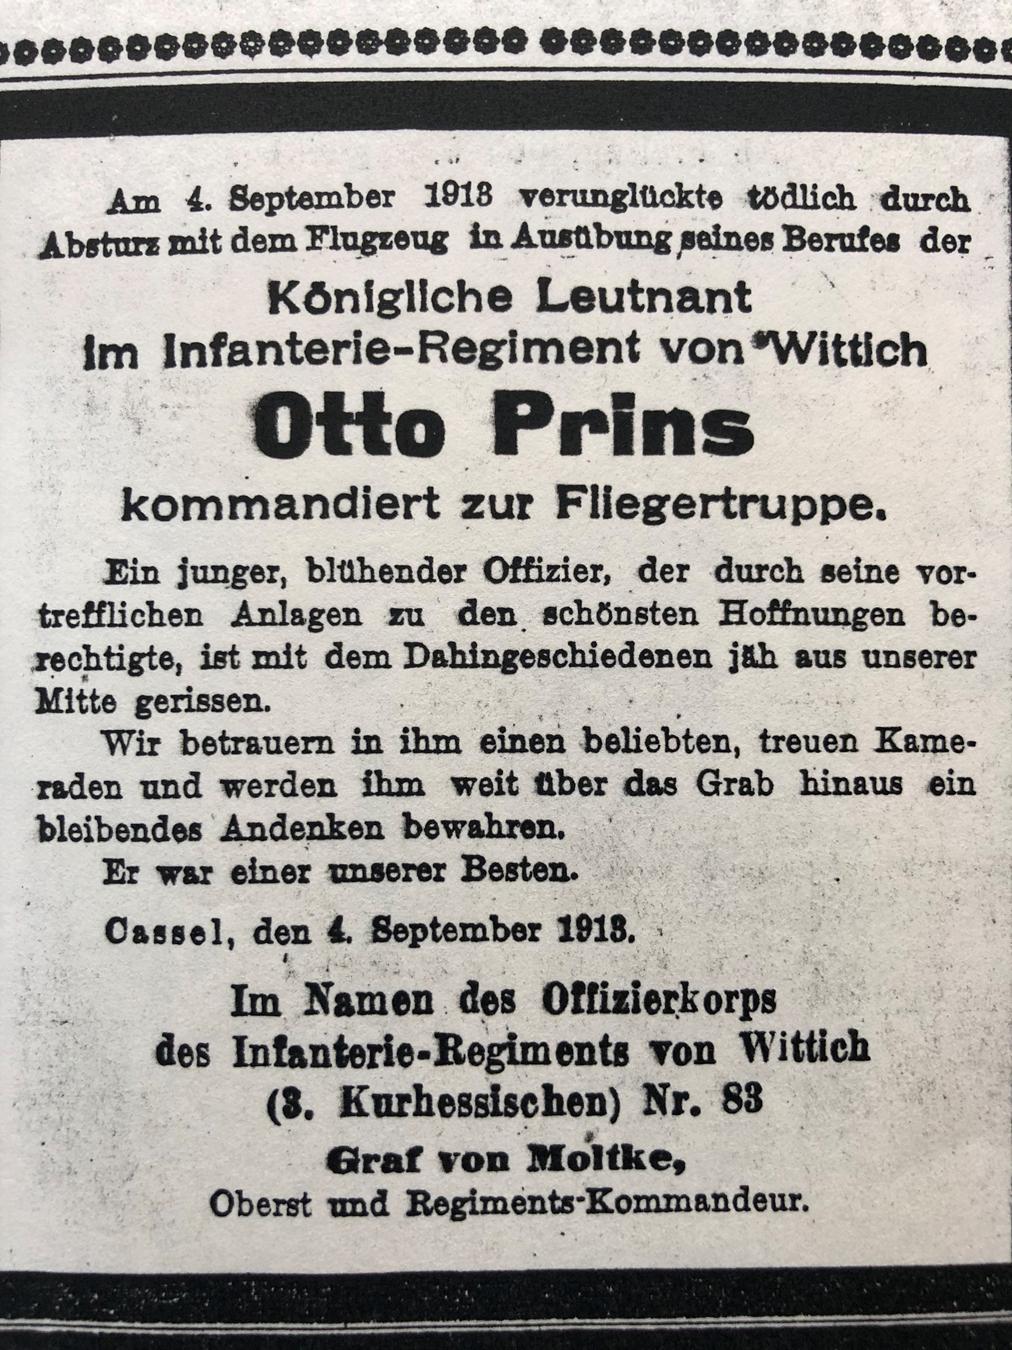 Am 4. September 1913 verunglückte tödlich durch
Absturz mit dem Flugzeug in Ausübung seines Berufes der
Königliche Leutnant
im Infanterie-Regiment von Wittich
Otto Prins
kommandiert zur Fliegertruppe.
Ein junger, blühender Offizier, der durch seine vor-
trefflichen Anlagen zu den schönsten Hoffnungen be-
rechtigte, ist mit dem Dahingeschiedenen jäh aus unserer
Mitte gerissen.
Wir betrauern in ihm einen beliebten, treuen Kame-
raden und werden ihm weit über das Grab hinaus ein
bleibendes Andenken bewahren.
Er war einer unserer Besten.
Cassel, den 4. September 1913.
Im Namen des Offizierkorps
des Infanterie-Regiments von Wittich
(3. Kurhessischen) Nr. 83
Graf von Moltke,
Oberst und Regiments-Kommandeur.